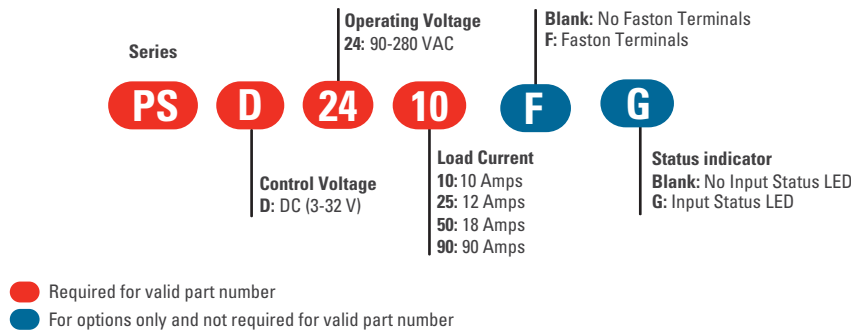 Operating Voltage
24: 90-280 VAC
Blank: No Faston Terminals
F: Faston Terminals
Series
PS D 24 10 F G
Control Voltage
D: DC (3-32 V)
Load Current
10: 10 Amps
25: 12 Amps
50: 18 Amps
90: 90 Amps
Status indicator
Blank: No Input Status LED
G: Input Status LED
Required for valid part number
For options only and not required for valid part number